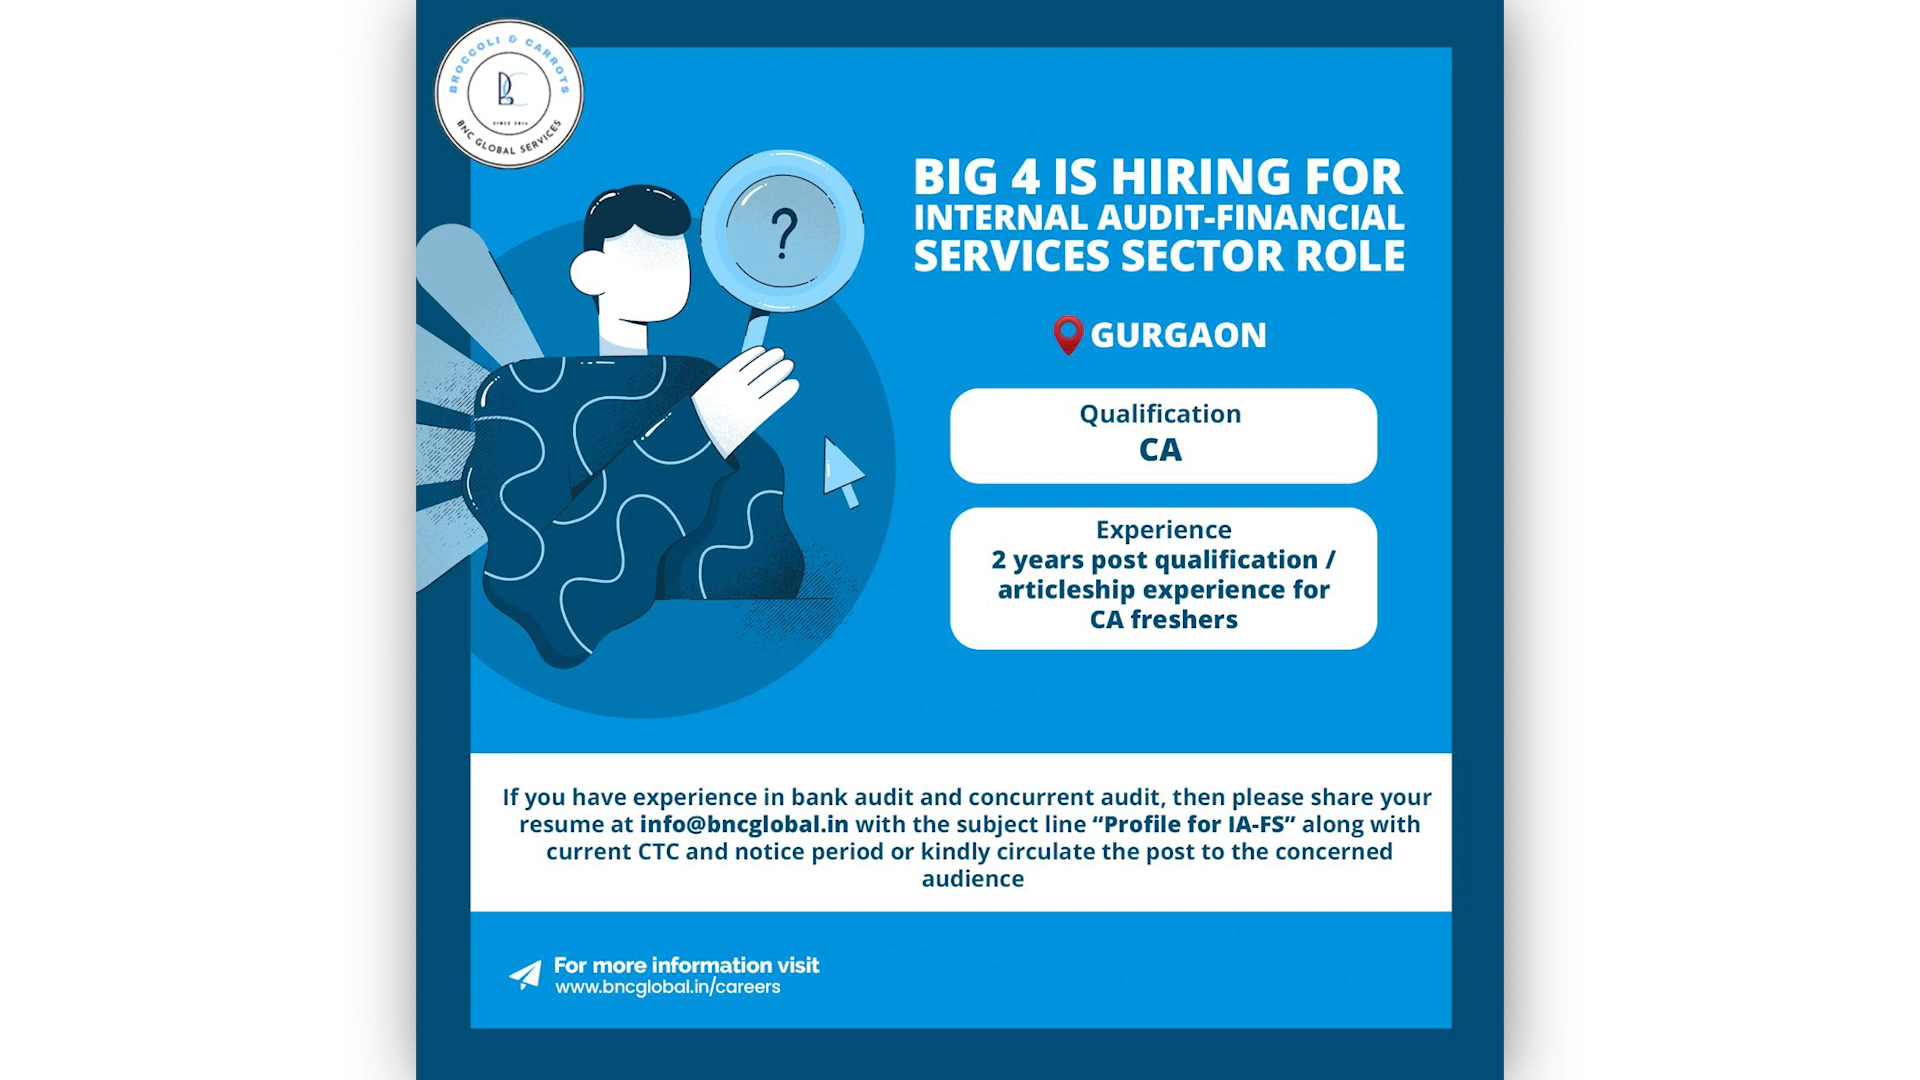 BROCCOLI & CARROTS
BC
SINCE 2014
BNC GLOBAL SERVICES
?
BIG 4 IS HIRING FOR
INTERNAL AUDIT-FINANCIAL
SERVICES SECTOR ROLE
GURGAON
Qualification
CA
Experience
2 years post qualification /
articleship experience for
CA freshers
If you have experience in bank audit and concurrent audit, then please share your
resume at info@bncglobal.in with the subject line “Profile for IA-FS” along with
current CTC and notice period or kindly circulate the post to the concerned
audience
For more information visit
www.bncglobal.in/careers